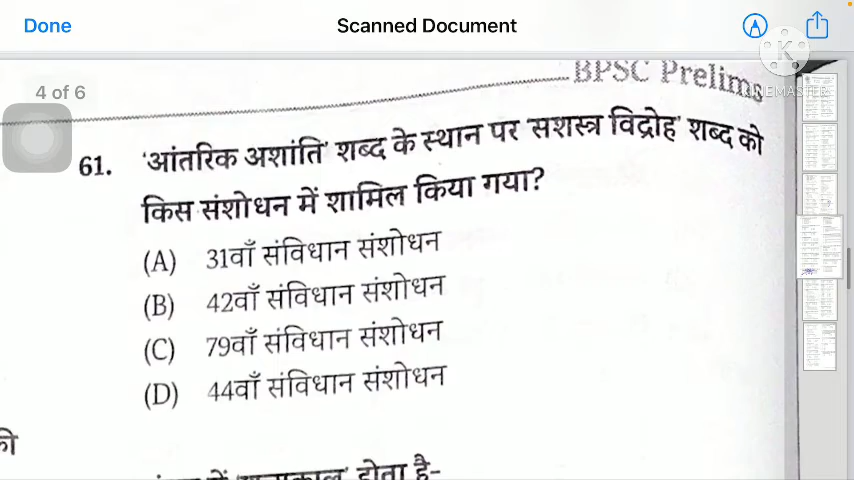 Done
Scanned Document
4 of 6
BPSC Prelims
KINEMASTER
61. 'आंतरिक अशांति' शब्द के स्थान पर 'सशस्त्र विद्रोह' शब्द को
किस संशोधन में शामिल किया गया?
(A) 31वाँ संविधान संशोधन
(B) 42वाँ संविधान संशोधन
(C) 79वाँ संविधान संशोधन
(D) 44वाँ संविधान संशोधन
होता है-